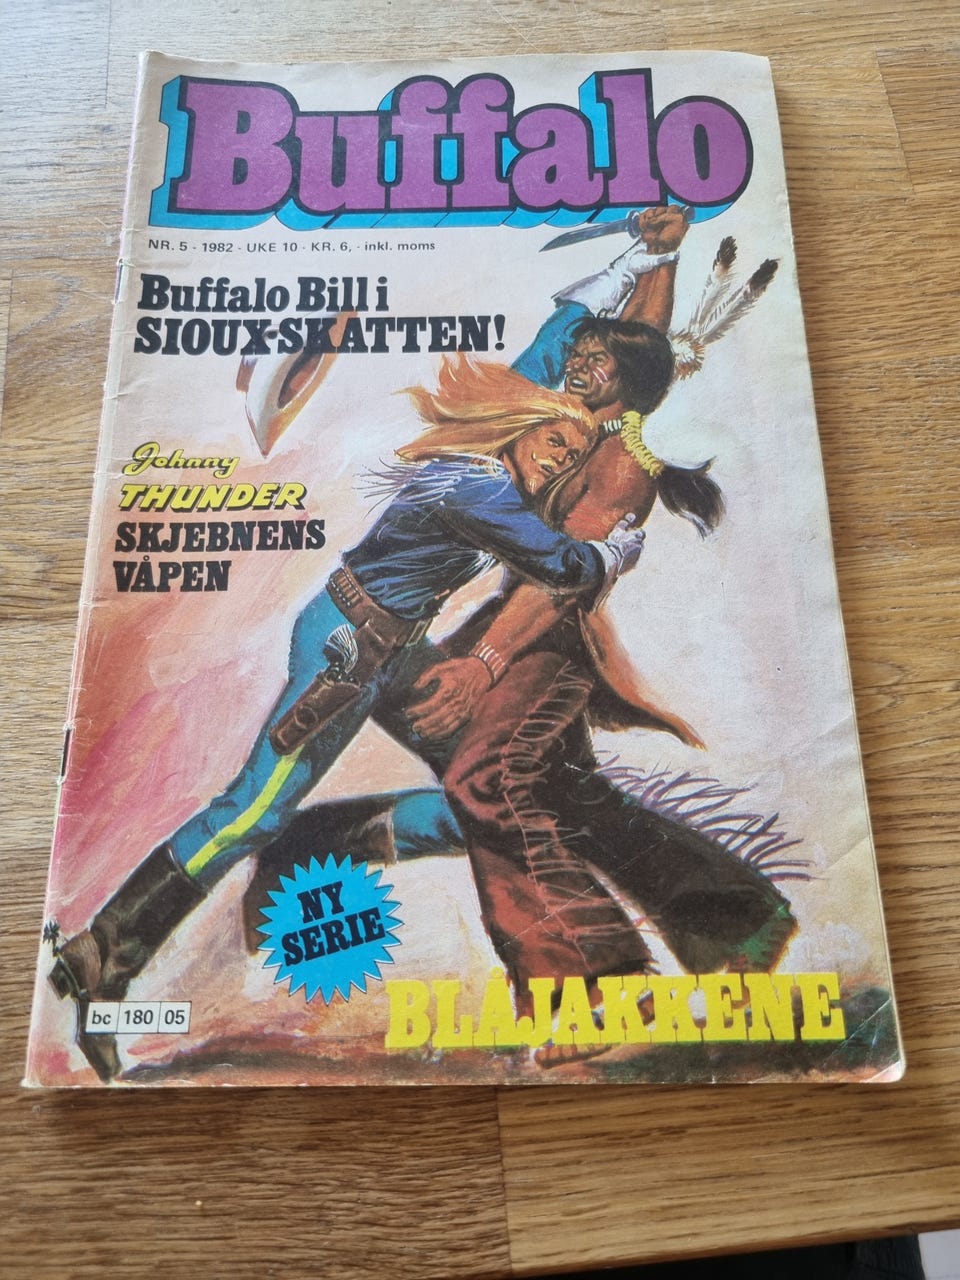 Buffalo
NR. 5 - 1982 - UKE 10 - KR. 6,- inkl. moms
Buffalo Bill i
SIOUX-SKATTEN!
Johnny
THUNDER
SKJEBNENS
VÅPEN
NY
SERIE
BLÅJAKKENE
bc 180 05